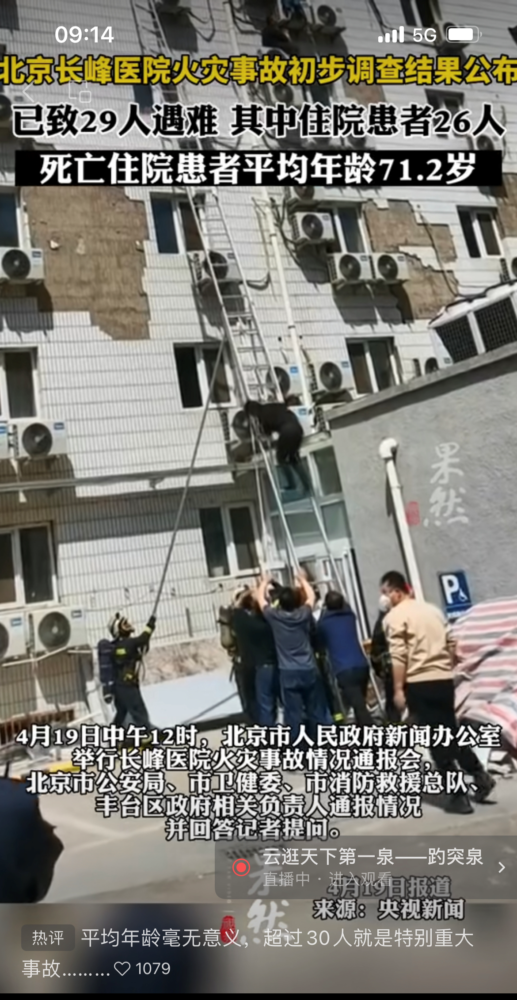 09:14
5G
北京长峰医院火灾事故初步调查结果公布
已致29人遇难 其中住院患者26人
死亡住院患者平均年龄71.2岁
果然
P
4月19日中午12时，北京市人民政府新闻办公室
举行长峰医院火灾事故情况通报会，
北京市公安局、市卫健委、市消防救援总队、
丰台区政府相关负责人通报情况
并回答记者提问。
云逛天下第一泉——趵突泉
直播中 · 进入观看
4月19日报道
来源：央视新闻
果然
热评 平均年龄毫无意义，超过30人就是特别重大
事故......... 1079